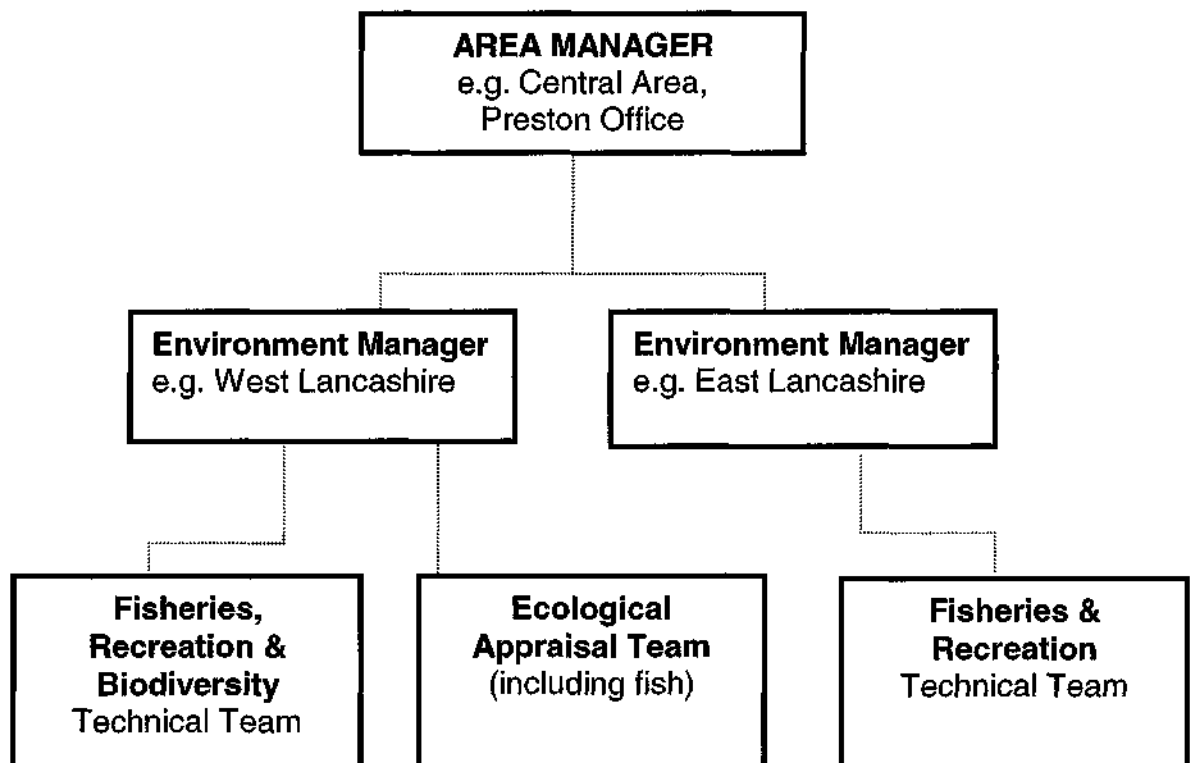 AREA MANAGER
e.g. Central Area,
Preston Office
Environment Manager
e.g. West Lancashire
Environment Manager
e.g. East Lancashire
Fisheries,
Recreation &
Biodiversity
Technical Team
Ecological
Appraisal Team
(including fish)
Fisheries &
Recreation
Technical Team